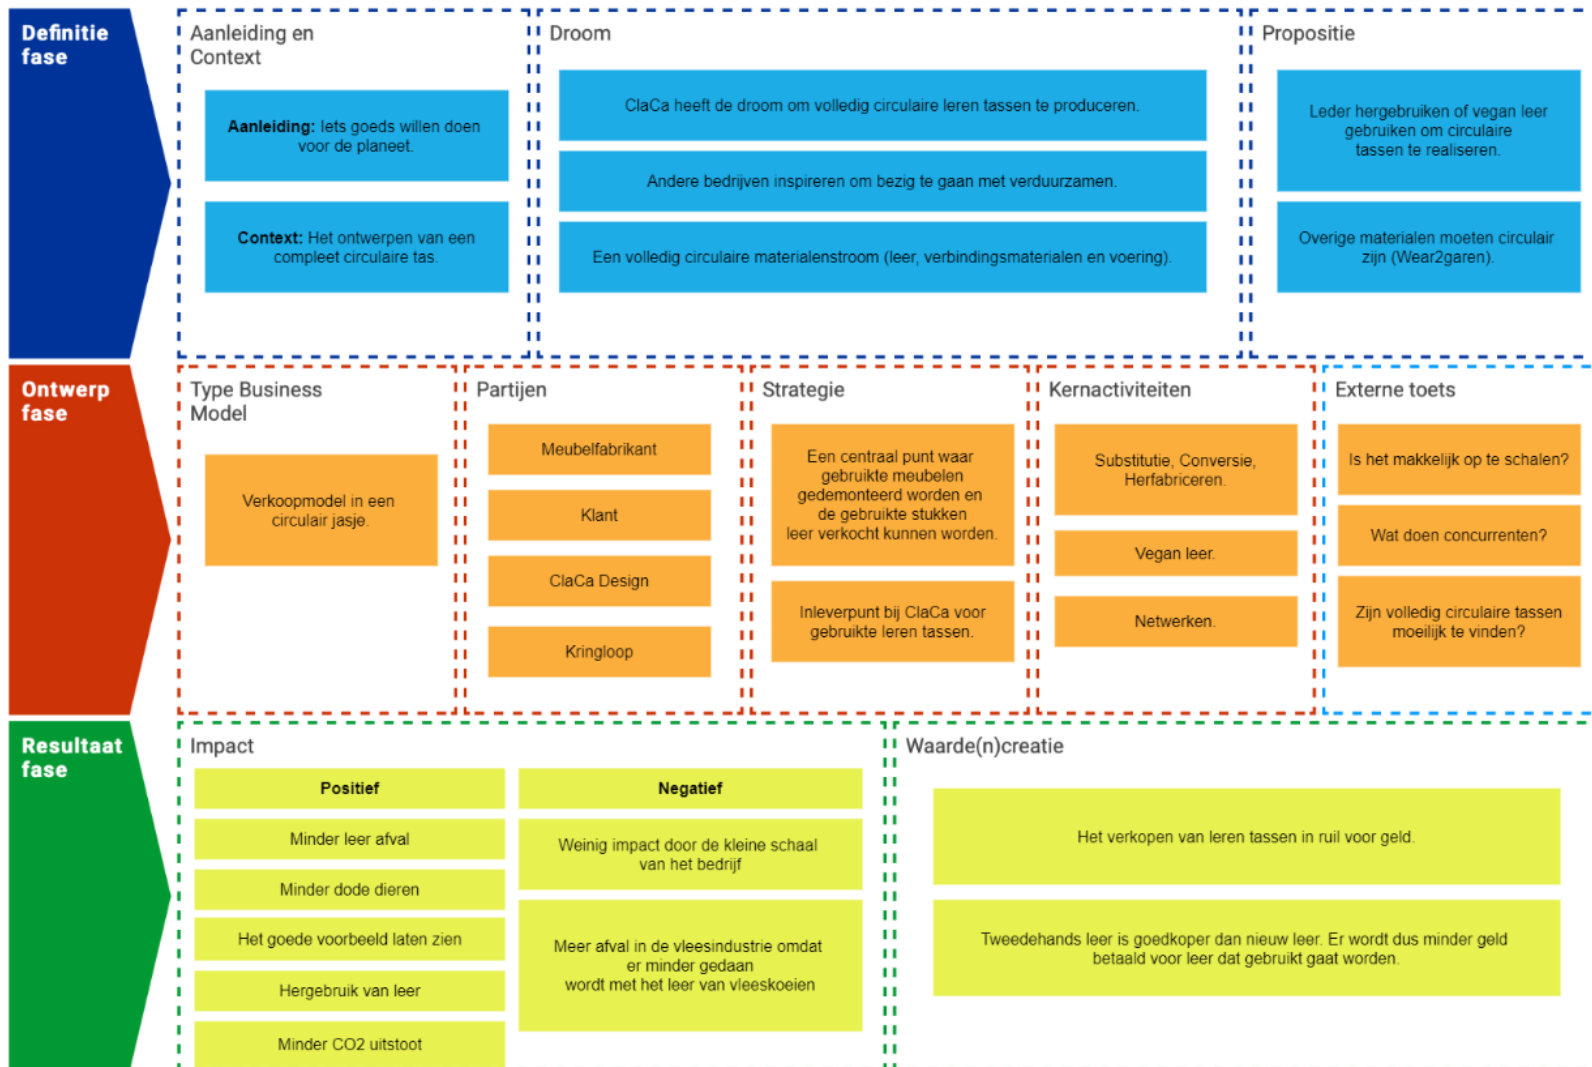 Definitie
fase
Aanleiding en
Context
Aanleiding: Iets goeds willen doen
voor de planeet.
Context: Het ontwerpen van een
compleet circulaire tas.
Droom
ClaCa heeft de droom om volledig circulaire leren tassen te produceren.
Andere bedrijven inspireren om bezig te gaan met verduurzamen.
Een volledig circulaire materialenstroom (leer, verbindingsmaterialen en voering).
Propositie
Leder hergebruiken of vegan leer
gebruiken om circulaire
tassen te realiseren.
Overige materialen moeten circulair
zijn (Wear2garen).
Ontwerp
fase
Type Business
Model
Verkoopmodel in een
circulair jasje.
Partijen
Meubelfabrikant
Klant
ClaCa Design
Kringloop
Strategie
Een centraal punt waar
gebruikte meubelen
gedemonteerd worden en
de gebruikte stukken
leer verkocht kunnen worden.
Inleverpunt bij ClaCa voor
gebruikte leren tassen.
Kernactiviteiten
Substitutie, Conversie,
Herfabriceren.
Vegan leer.
Netwerken.
Externe toets
Is het makkelijk op te schalen?
Wat doen concurrenten?
Zijn volledig circulaire tassen
moeilijk te vinden?
Resultaat
fase
Impact
Positief
Minder leer afval
Minder dode dieren
Het goede voorbeeld laten zien
Hergebruik van leer
Minder CO2 uitstoot
Negatief
Weinig impact door de kleine schaal
van het bedrijf
Meer afval in de vleesindustrie omdat
er minder gedaan
wordt met het leer van vleeskoeien
Waarde(n)creatie
Het verkopen van leren tassen in ruil voor geld.
Tweedehands leer is goedkoper dan nieuw leer. Er wordt dus minder geld
betaald voor leer dat gebruikt gaat worden.